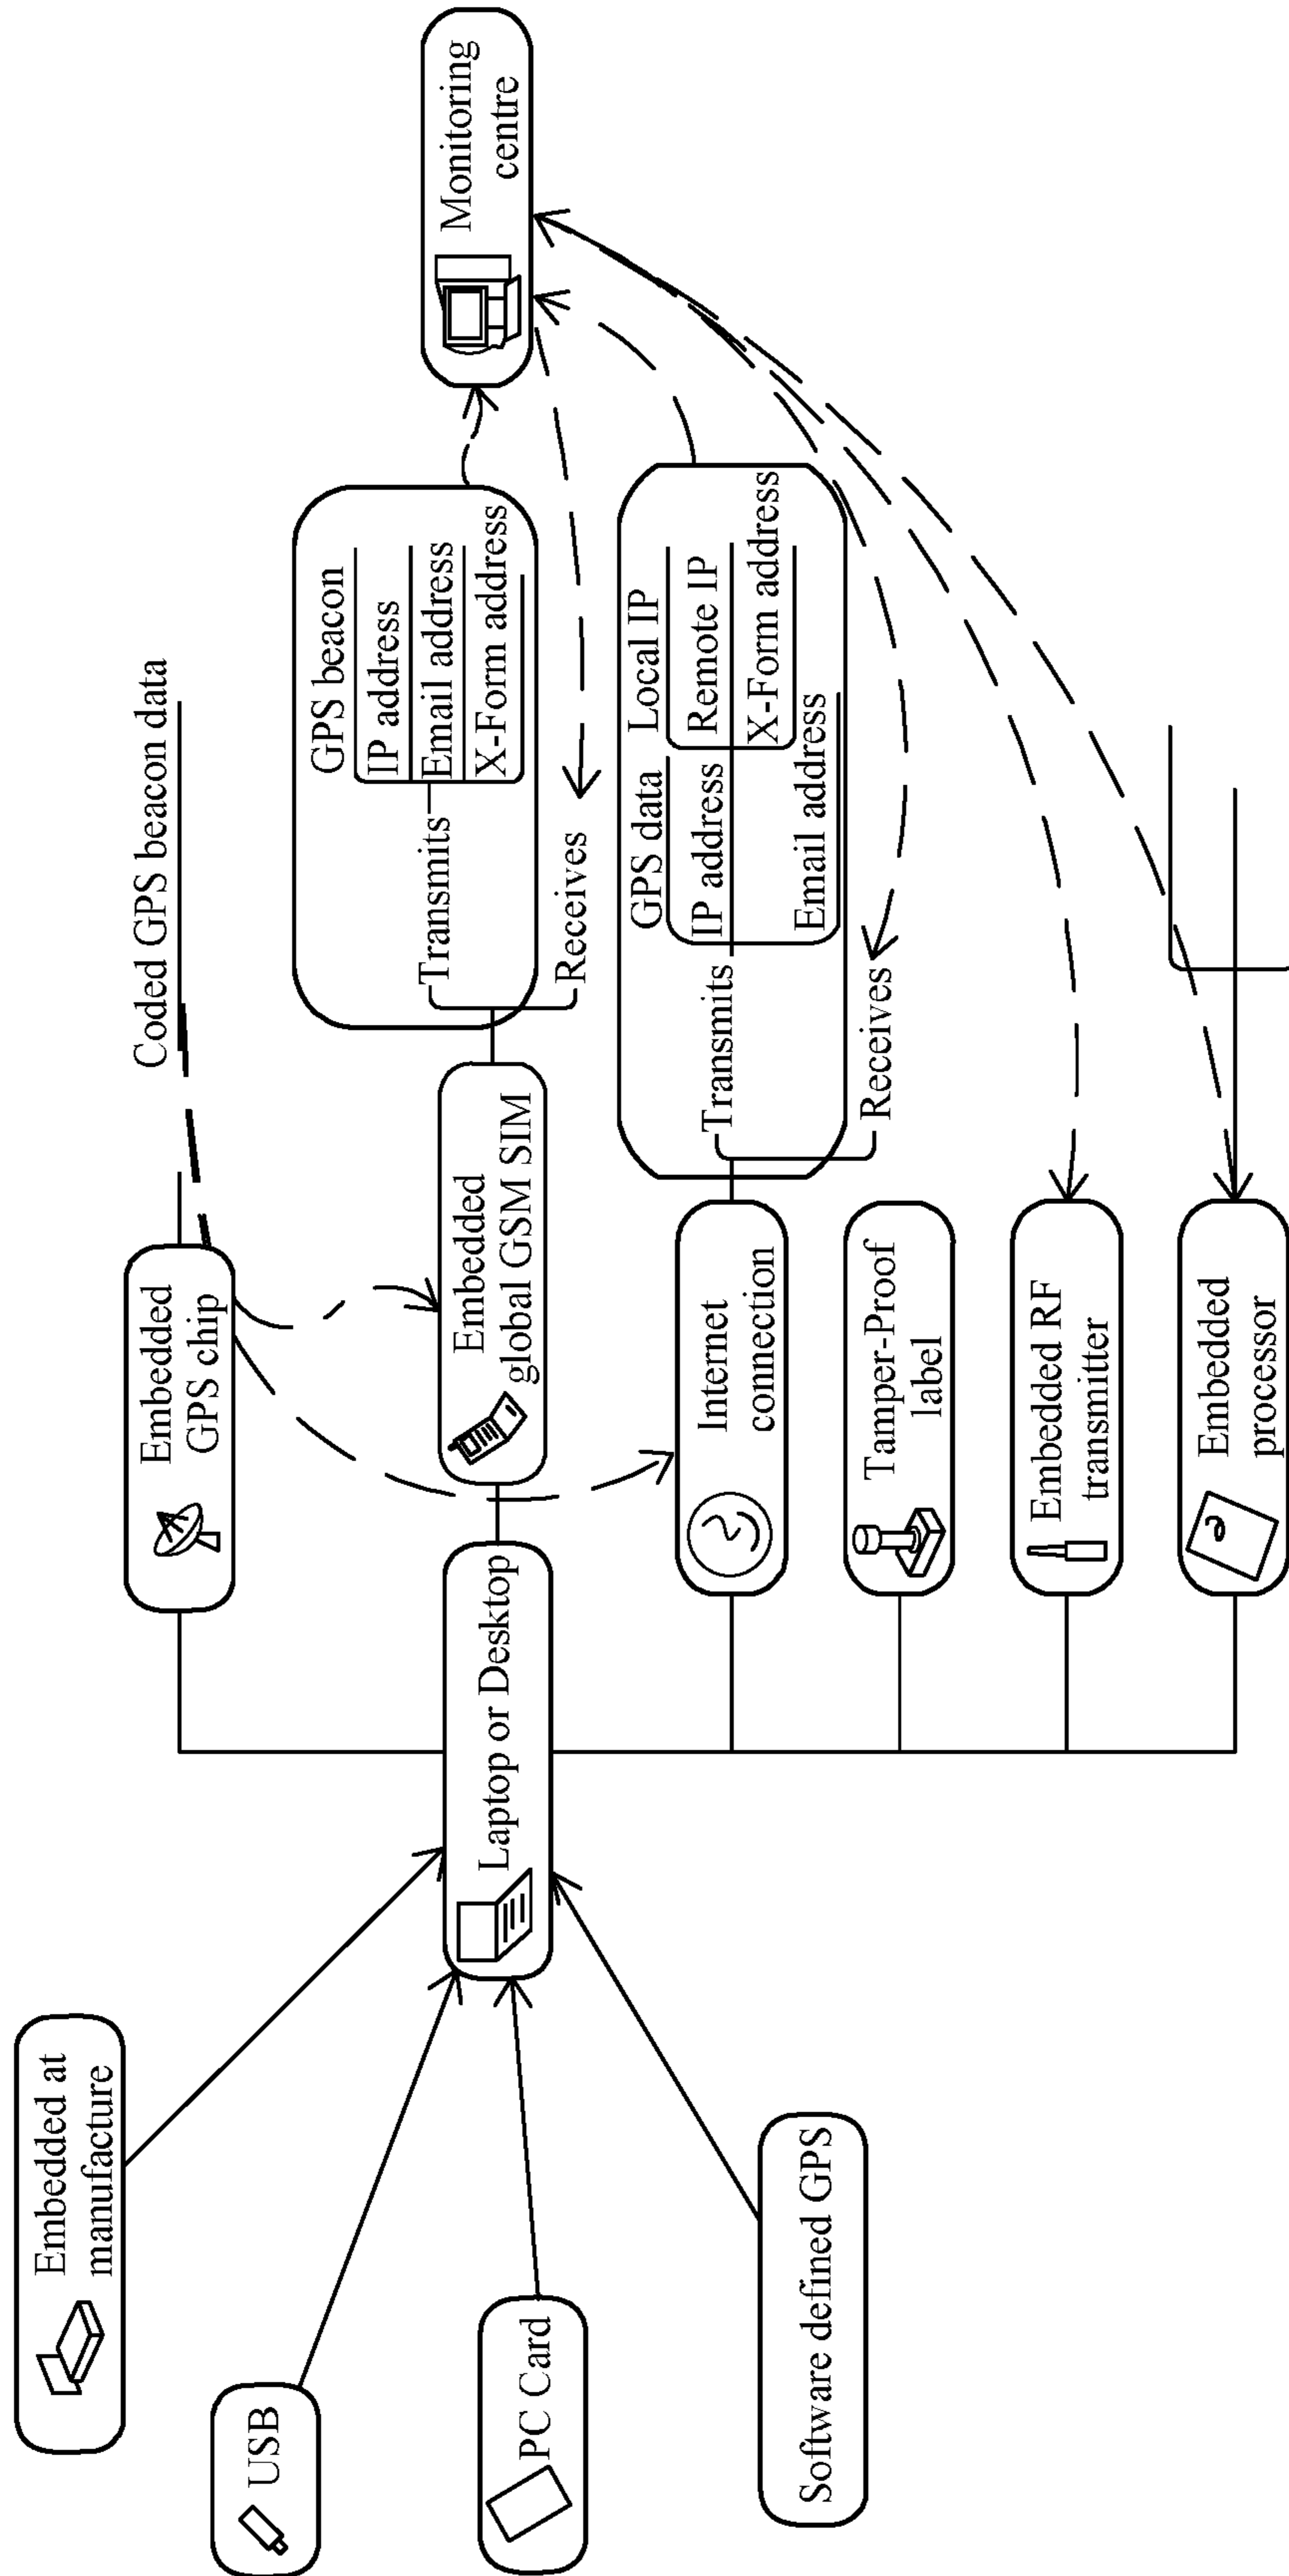 Embedded at
manufacture
USB
PC Card
Software defined GPS
Laptop or Desktop
Embedded
GPS chip
Coded GPS beacon data
Embedded
global GSM SIM
Transmits
GPS beacon
IP address
Email address
X-Form address
Receives
Internet
connection
Transmits
GPS data
IP address
Email address
Local IP
Remote IP
X-Form address
Receives
Tamper-Proof
label
Embedded RF
transmitter
Embedded
processor
Monitoring
centre